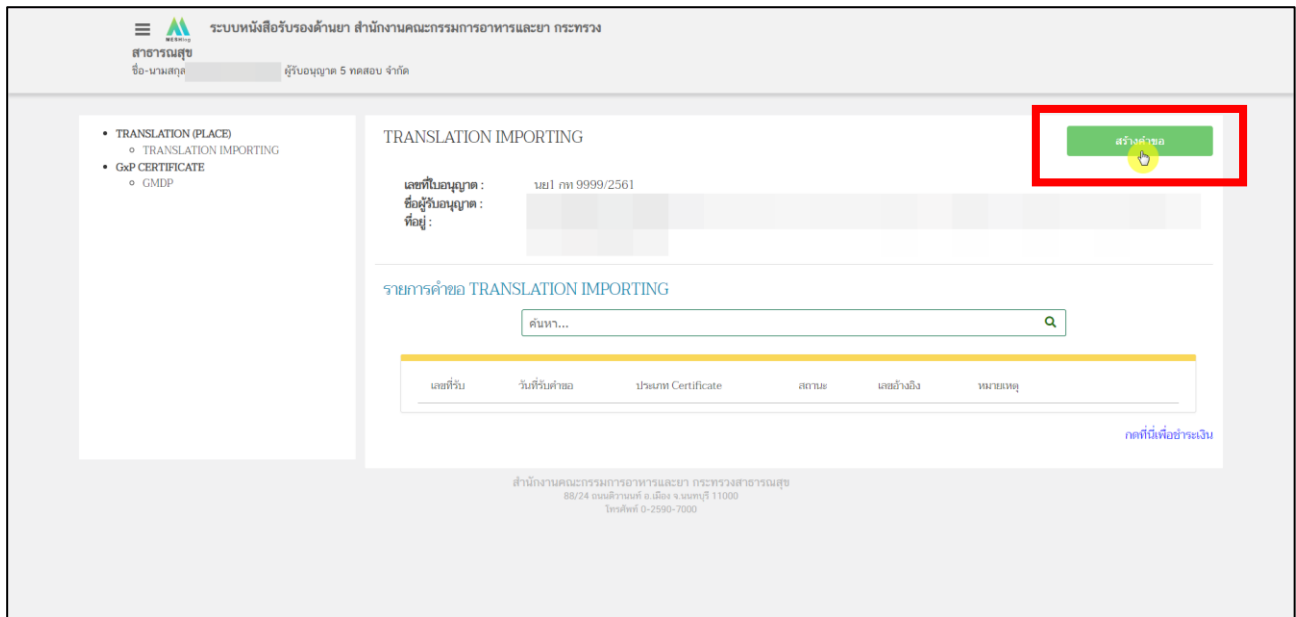 ระบบหนังสือรับรองด้านยา สำนักงานคณะกรรมการอาหารและยา กระทรวง
สาธารณสุข
ชื่อ-นามสกุล ผู้รับอนุญาต 5 ทดสอบ จำกัด
TRANSLATION (PLACE)
TRANSLATION IMPORTING
GxP CERTIFICATE
GMDP
TRANSLATION IMPORTING
สร้างคำขอ
เลขที่ใบอนุญาต : นย1 กท 9999/2561
ชื่อผู้รับอนุญาต :
ที่อยู่ :
รายการคำขอ TRANSLATION IMPORTING
ค้นหา...
เลขที่รับ วันที่รับคำขอ ประเภท Certificate สถานะ เลขอ้างอิง หมายเหตุ
กดที่นี่เพื่อชำระเงิน
สำนักงานคณะกรรมการอาหารและยา กระทรวงสาธารณสุข
88/24 ถนนติวานนท์ อ.เมือง จ.นนทบุรี 11000
โทรศัพท์ 0-2590-7000